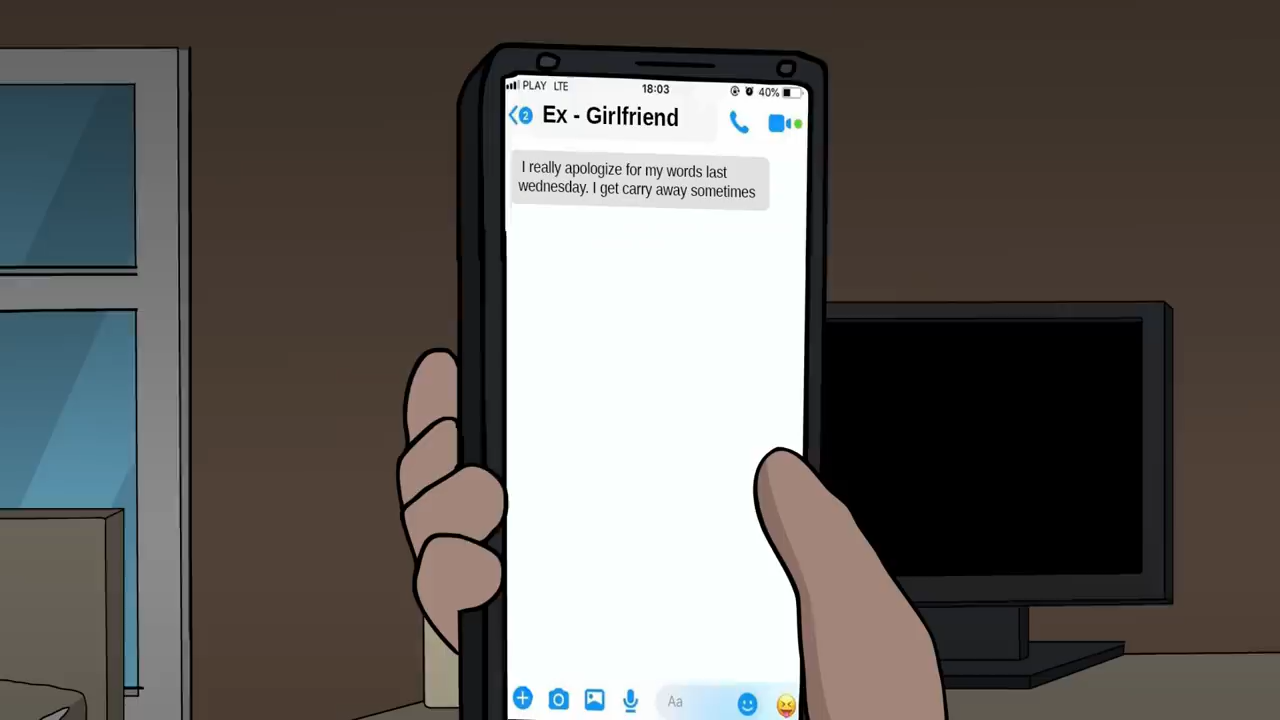 PLAY LTE 18:03 40%
2 Ex - Girlfriend
I really apologize for my words last
wednesday. I get carry away sometimes
Aa